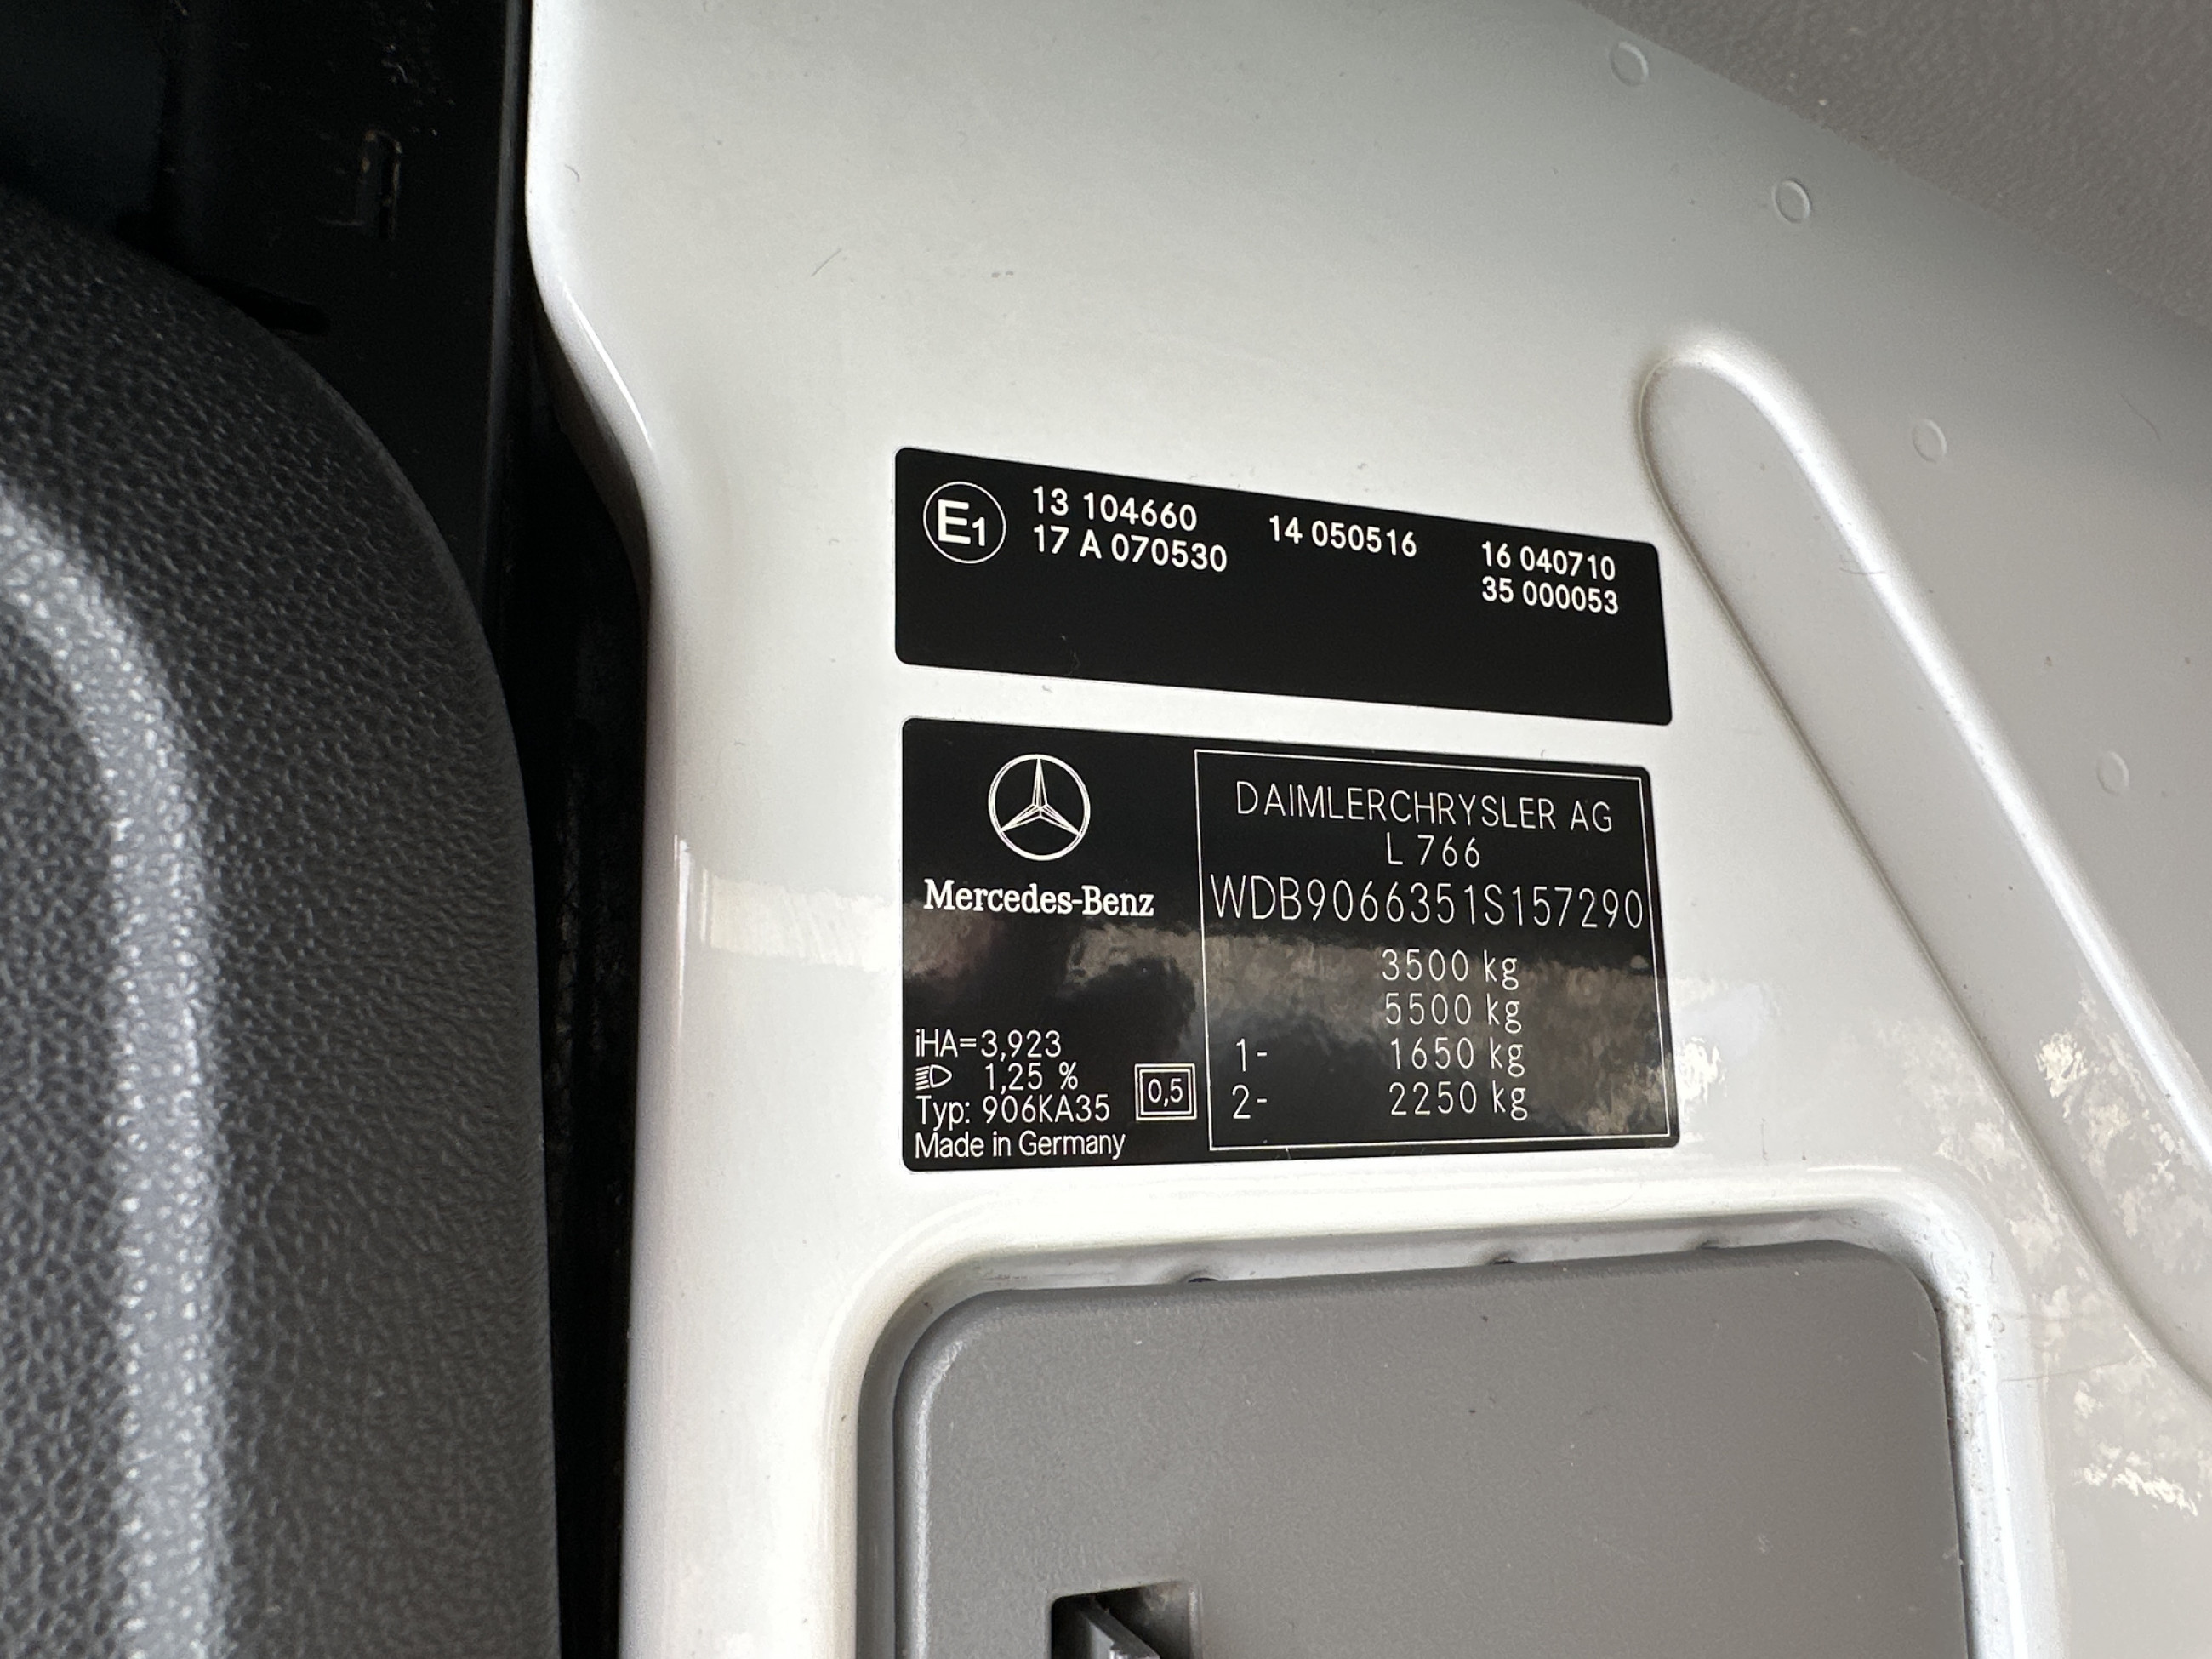 E1
13 104660 14 050516 16 040710
17 A 070530 35 000053
Mercedes-Benz
iHA=3,923
1,25 %
Typ: 906KA35
0,5
Made in Germany
DAIMLERCHRYSLER AG
L 766
WDB9066351S157290
3500 kg
5500 kg
1- 1650 kg
2- 2250 kg